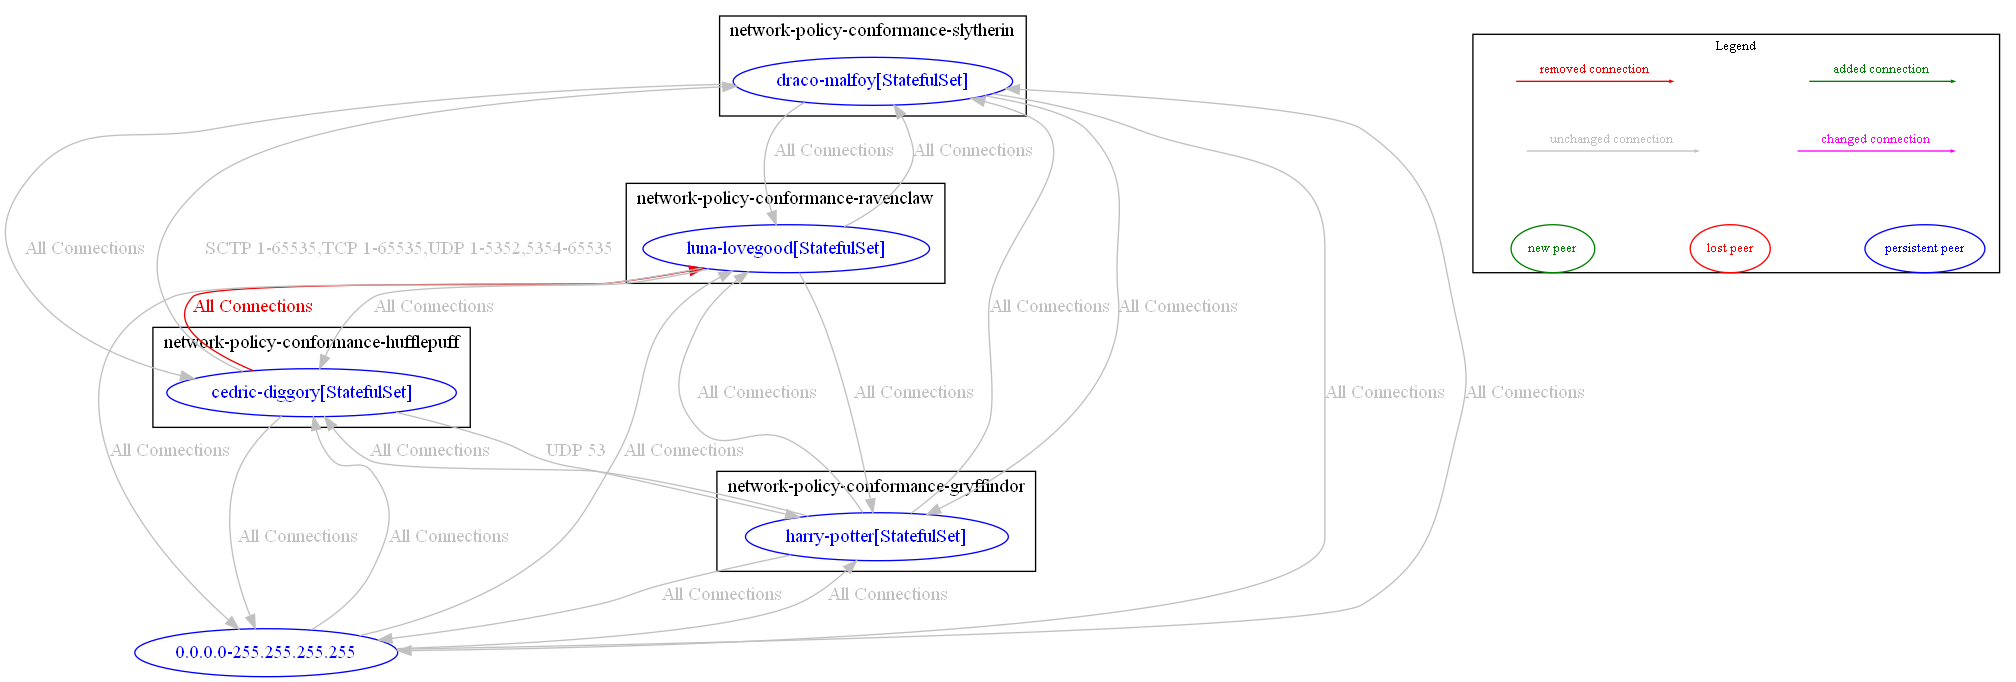 network-policy-conformance-slytherin
draco-malfoy[StatefulSet]
Legend
removed connection
added connection
unchanged connection
changed connection
new peer
lost peer
persistent peer
All Connections
All Connections
network-policy-conformance-ravenclaw
luna-lovegood[StatefulSet]
All Connections
SCTP 1-65535,TCP 1-65535,UDP 1-5352,5354-65535
All Connections
All Connections
All Connections
All Connections
network-policy-conformance-hufflepuff
cedric-diggory[StatefulSet]
All Connections
All Connections
All Connections
All Connections
All Connections
All Connections
UDP 53
All Connections
network-policy-conformance-gryffindor
harry-potter[StatefulSet]
All Connections
All Connections
All Connections
All Connections
0.0.0.0-255.255.255.255